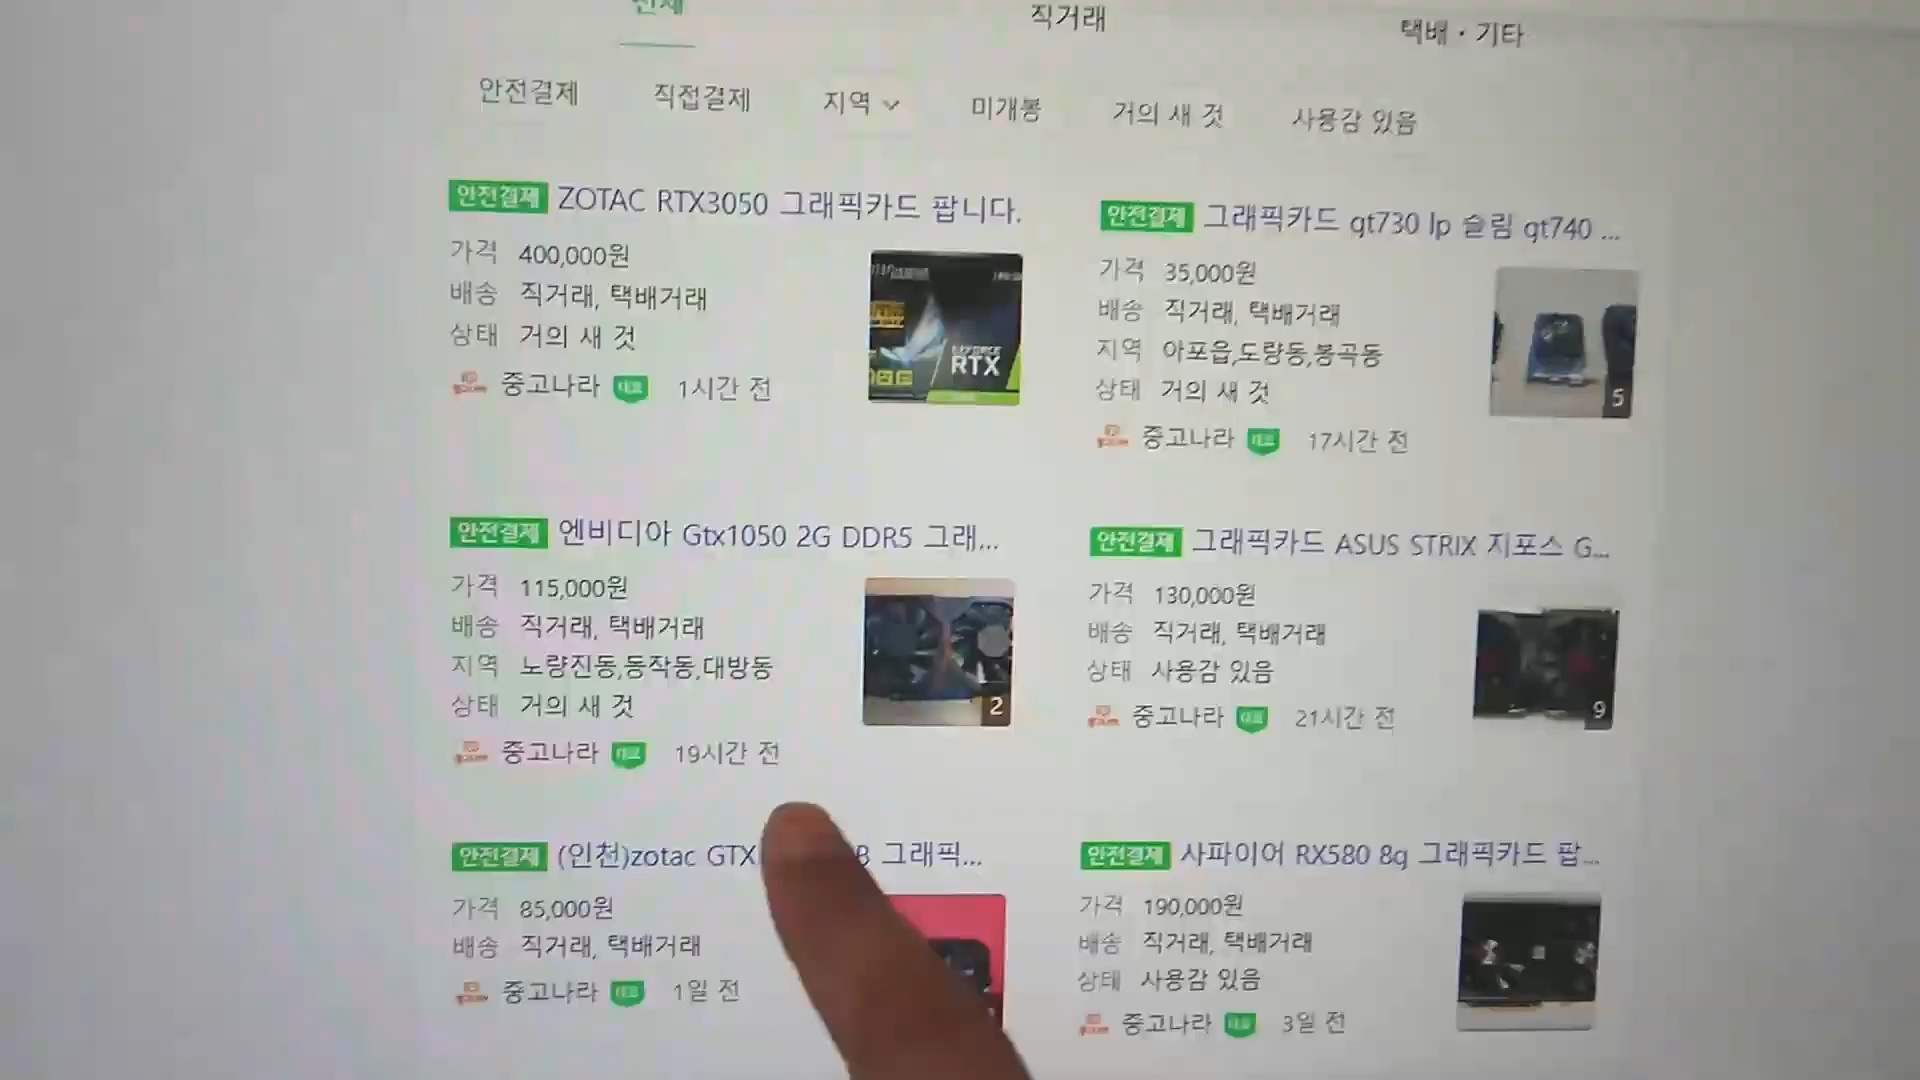 전체
직거래
택배 · 기타
안전결제 직접결제 지역 미개봉 거의 새 것 사용감 있음
안전결제 ZOTAC RTX3050 그래픽카드 팝니다.
가격 400,000원
배송 직거래, 택배거래
상태 거의 새 것
중고나라 대표 1시간 전
RTX
안전결제 그래픽카드 gt730 lp 슬림 gt740 ...
가격 35,000원
배송 직거래, 택배거래
지역 아포읍,도량동,봉곡동
상태 거의 새 것
중고나라 대표 17시간 전
5
안전결제 엔비디아 Gtx1050 2G DDR5 그래...
가격 115,000원
배송 직거래, 택배거래
지역 노량진동,동작동,대방동
상태 거의 새 것
중고나라 대표 19시간 전
2
안전결제 그래픽카드 ASUS STRIX 지포스 G...
가격 130,000원
배송 직거래, 택배거래
상태 사용감 있음
중고나라 대표 21시간 전
9
안전결제 (인천)zotac GTX B 그래픽...
가격 85,000원
배송 직거래, 택배거래
중고나라 대표 1일 전
안전결제 사파이어 RX580 8g 그래픽카드 팝...
가격 190,000원
배송 직거래, 택배거래
상태 사용감 있음
중고나라 대표 3일 전